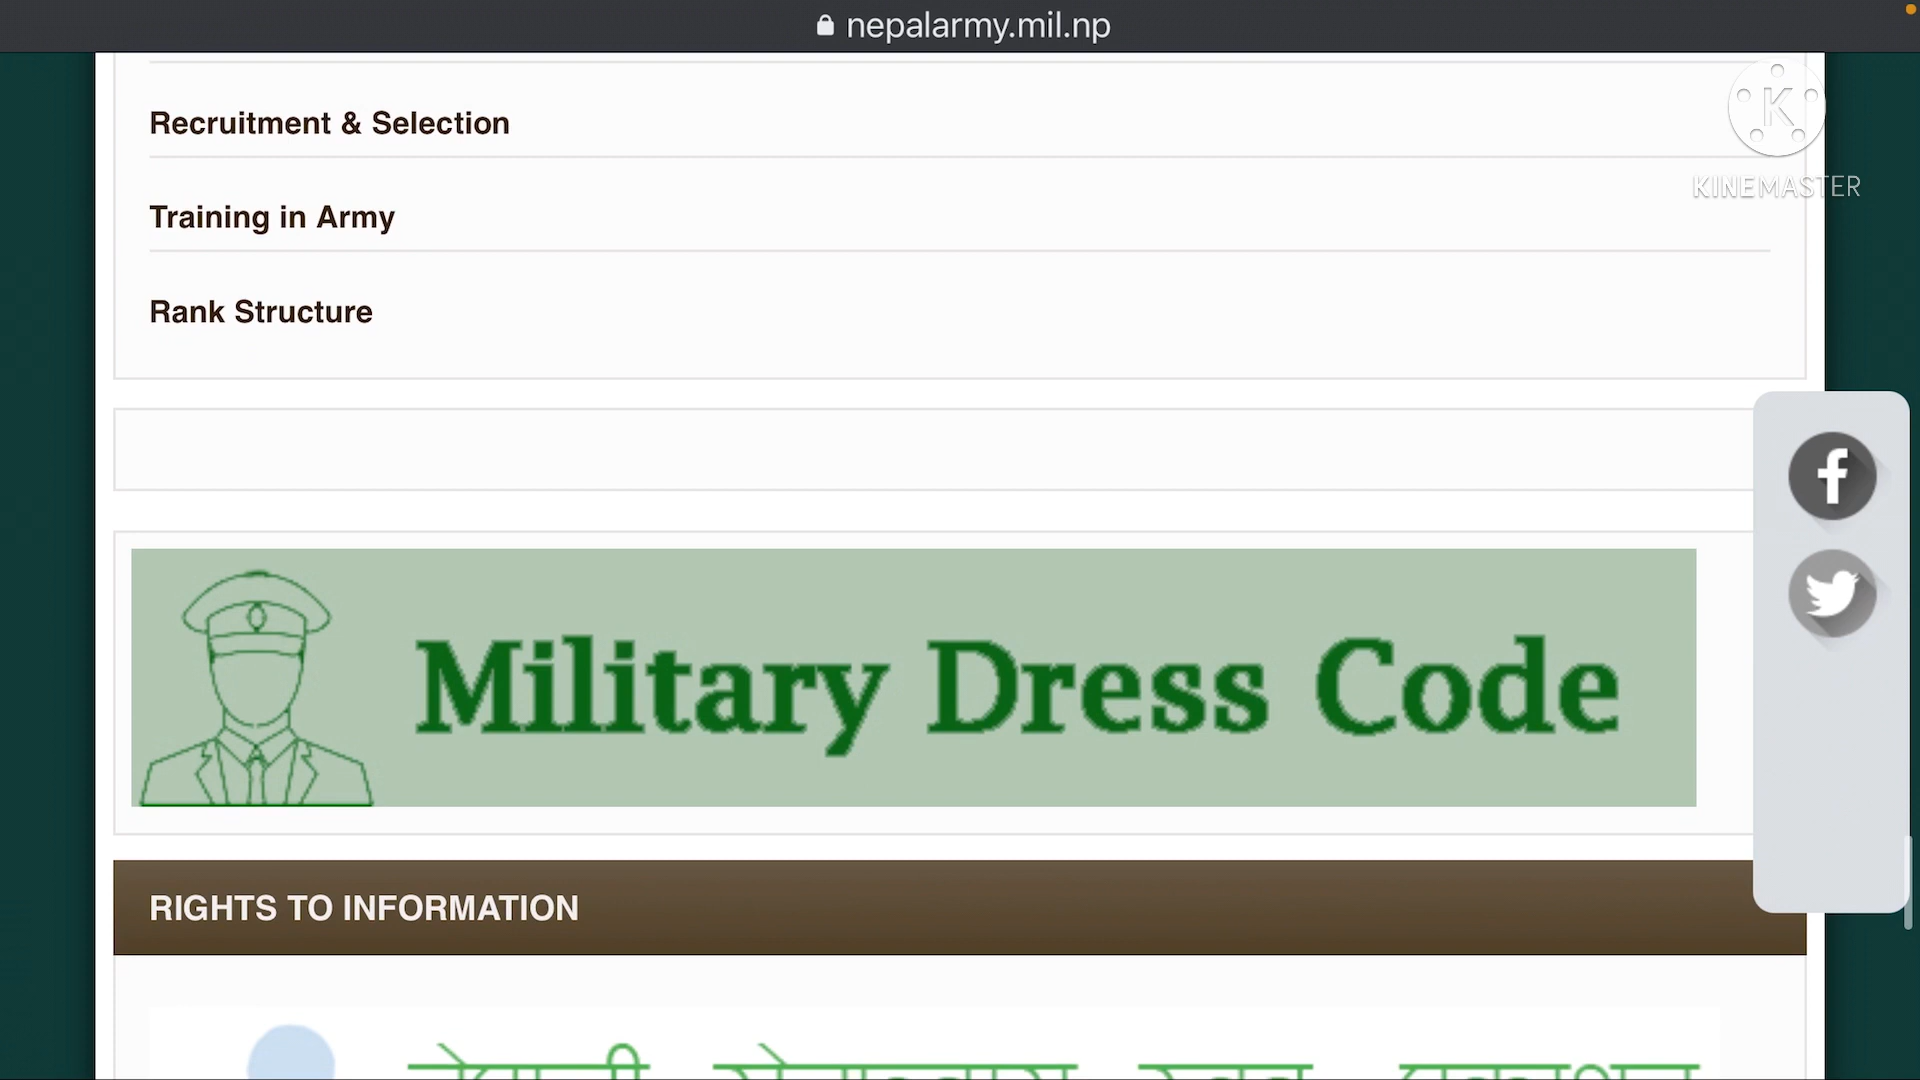 nepalarmy.mil.np
KINEMASTER
Recruitment & Selection
Training in Army
Rank Structure
Military Dress Code
RIGHTS TO INFORMATION